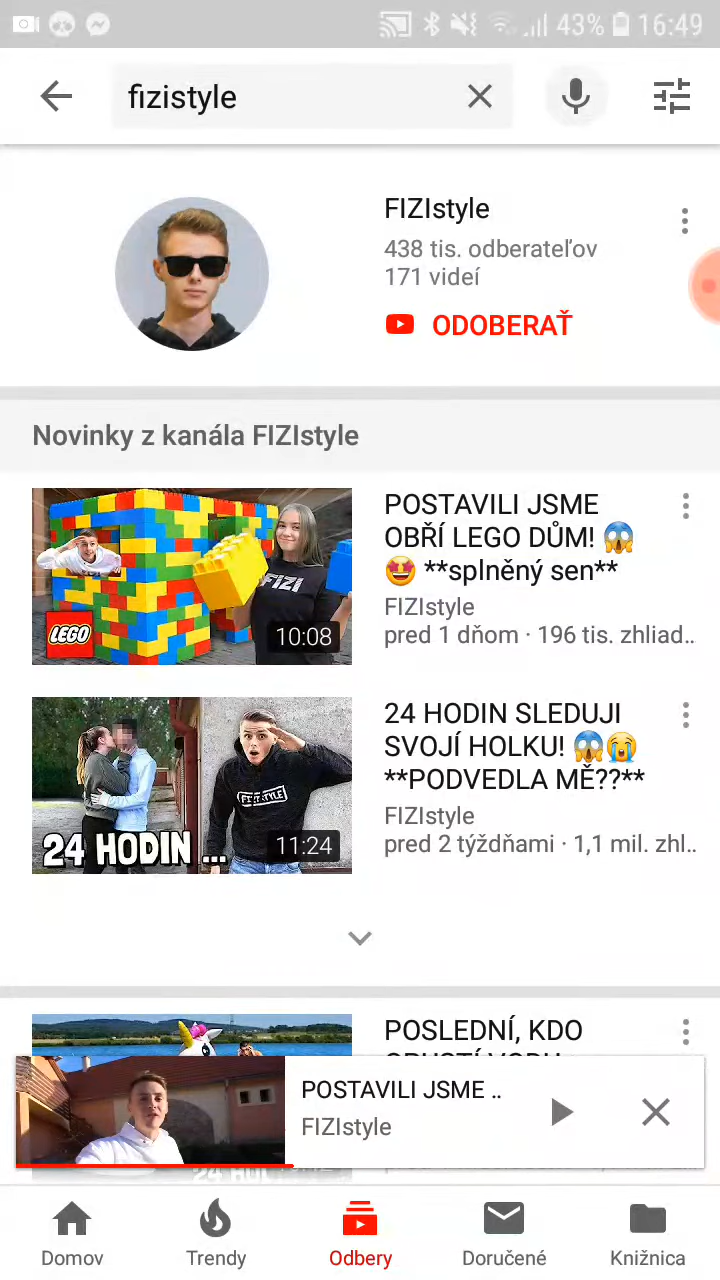 43% 16:49
fizistyle
FIZIstyle
438 tis. odberateľov
171 videí
ODOBERAŤ
Novinky z kanála FIZIstyle
LEGO
FIZI
10:08
POSTAVILI JSME
OBŘÍ LEGO DŮM! 😱
🤩 **splněný sen**
FIZIstyle
pred 1 dňom · 196 tis. zhliad..
24 HODIN ...
FIZISTYLE
11:24
24 HODIN SLEDUJI
SVOJÍ HOLKU! 😱😭
**PODVEDLA MĚ??**
FIZIstyle
pred 2 týždňami · 1,1 mil. zhl..
POSLEDNÍ, KDO
POSTAVILI JSME ..
FIZIstyle
Domov
Trendy
Odbery
Doručené
Knižnica